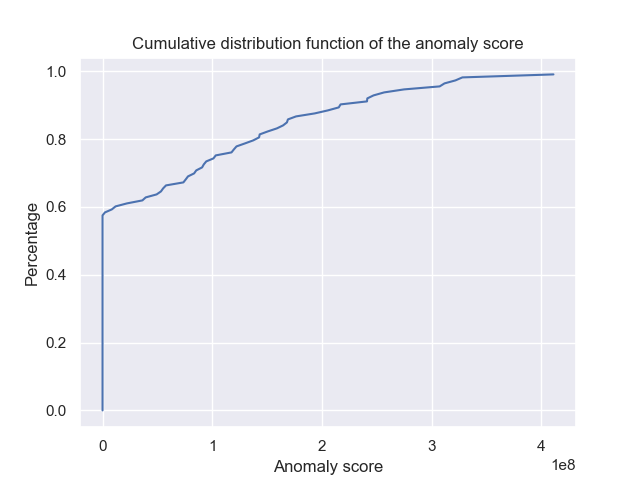 Cumulative distribution function of the anomaly score
1.0
0.8
0.6
0.4
0.2
0.0
Percentage
0 1 2 3 4
1e8
Anomaly score